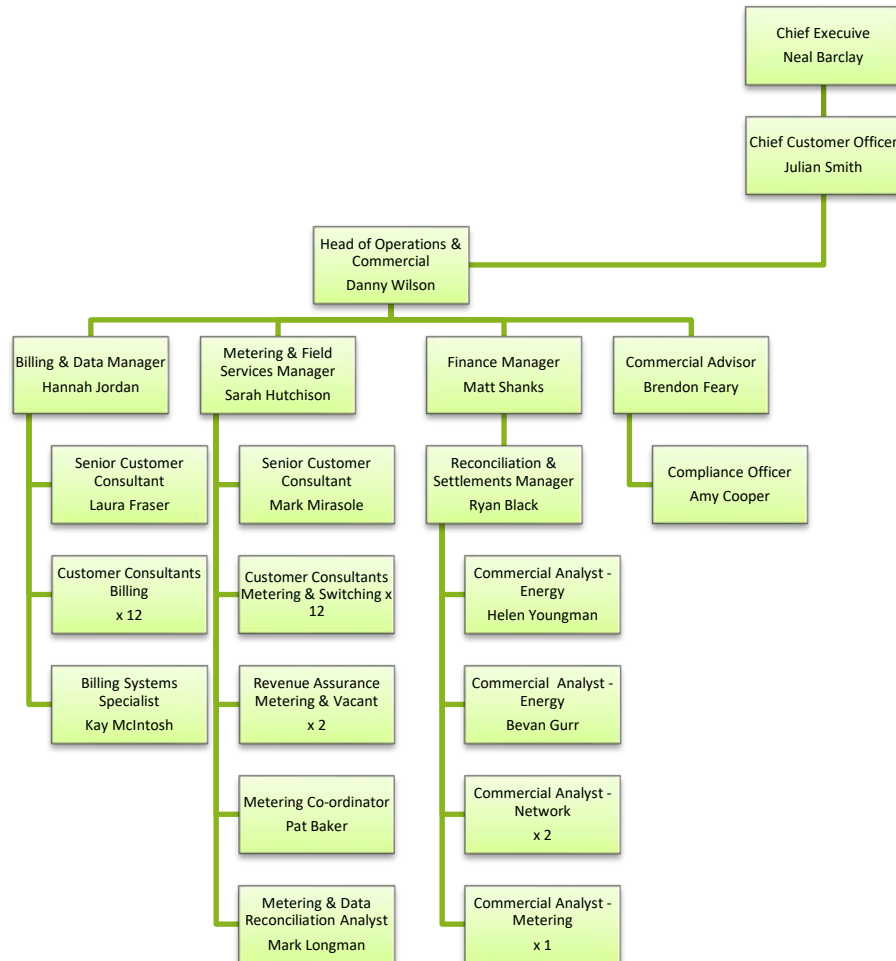 Chief Execuive
Neal Barclay
Chief Customer Officer
Julian Smith
Head of Operations &
Commercial
Danny Wilson
Billing & Data Manager
Hannah Jordan
Metering & Field
Services Manager
Sarah Hutchison
Finance Manager
Matt Shanks
Commercial Advisor
Brendon Feary
Senior Customer
Consultant
Laura Fraser
Senior Customer
Consultant
Mark Mirasole
Reconciliation &
Settlements Manager
Ryan Black
Compliance Officer
Amy Cooper
Customer Consultants
Billing
x 12
Customer Consultants
Metering & Switching x
12
Commercial Analyst -
Energy
Helen Youngman
Billing Systems
Specialist
Kay McIntosh
Revenue Assurance
Metering & Vacant
x 2
Commercial Analyst -
Energy
Bevan Gurr
Metering Co-ordinator
Pat Baker
Commercial Analyst -
Network
x 2
Metering & Data
Reconciliation Analyst
Mark Longman
Commercial Analyst -
Metering
x 1